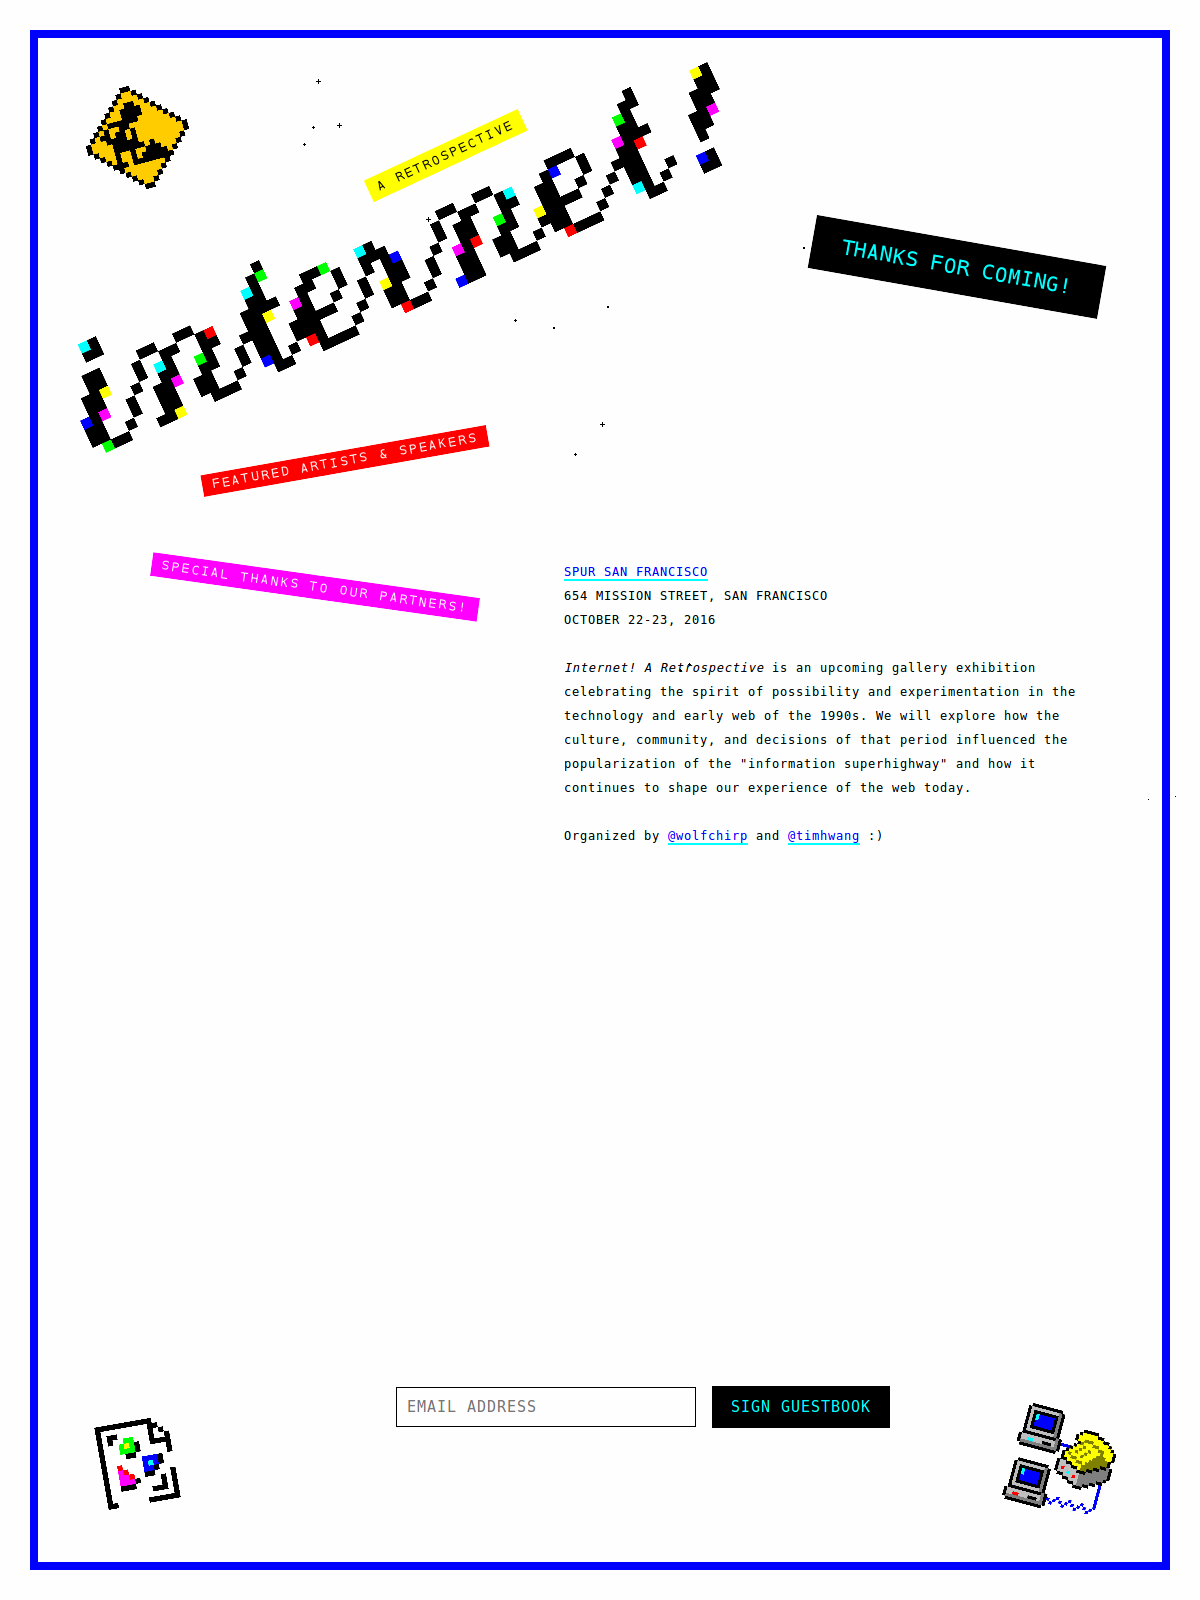 A RETROSPECTIVE
internet!
THANKS FOR COMING!
FEATURED ARTISTS & SPEAKERS
SPECIAL THANKS TO OUR PARTNERS!
SPUR SAN FRANCISCO
654 MISSION STREET, SAN FRANCISCO
OCTOBER 22-23, 2016
Internet! A Retrospective is an upcoming gallery exhibition
celebrating the spirit of possibility and experimentation in the
technology and early web of the 1990s. We will explore how the
culture, community, and decisions of that period influenced the
popularization of the "information superhighway" and how it
continues to shape our experience of the web today.
Organized by @wolfchirp and @timhwang :)
EMAIL ADDRESS
SIGN GUESTBOOK